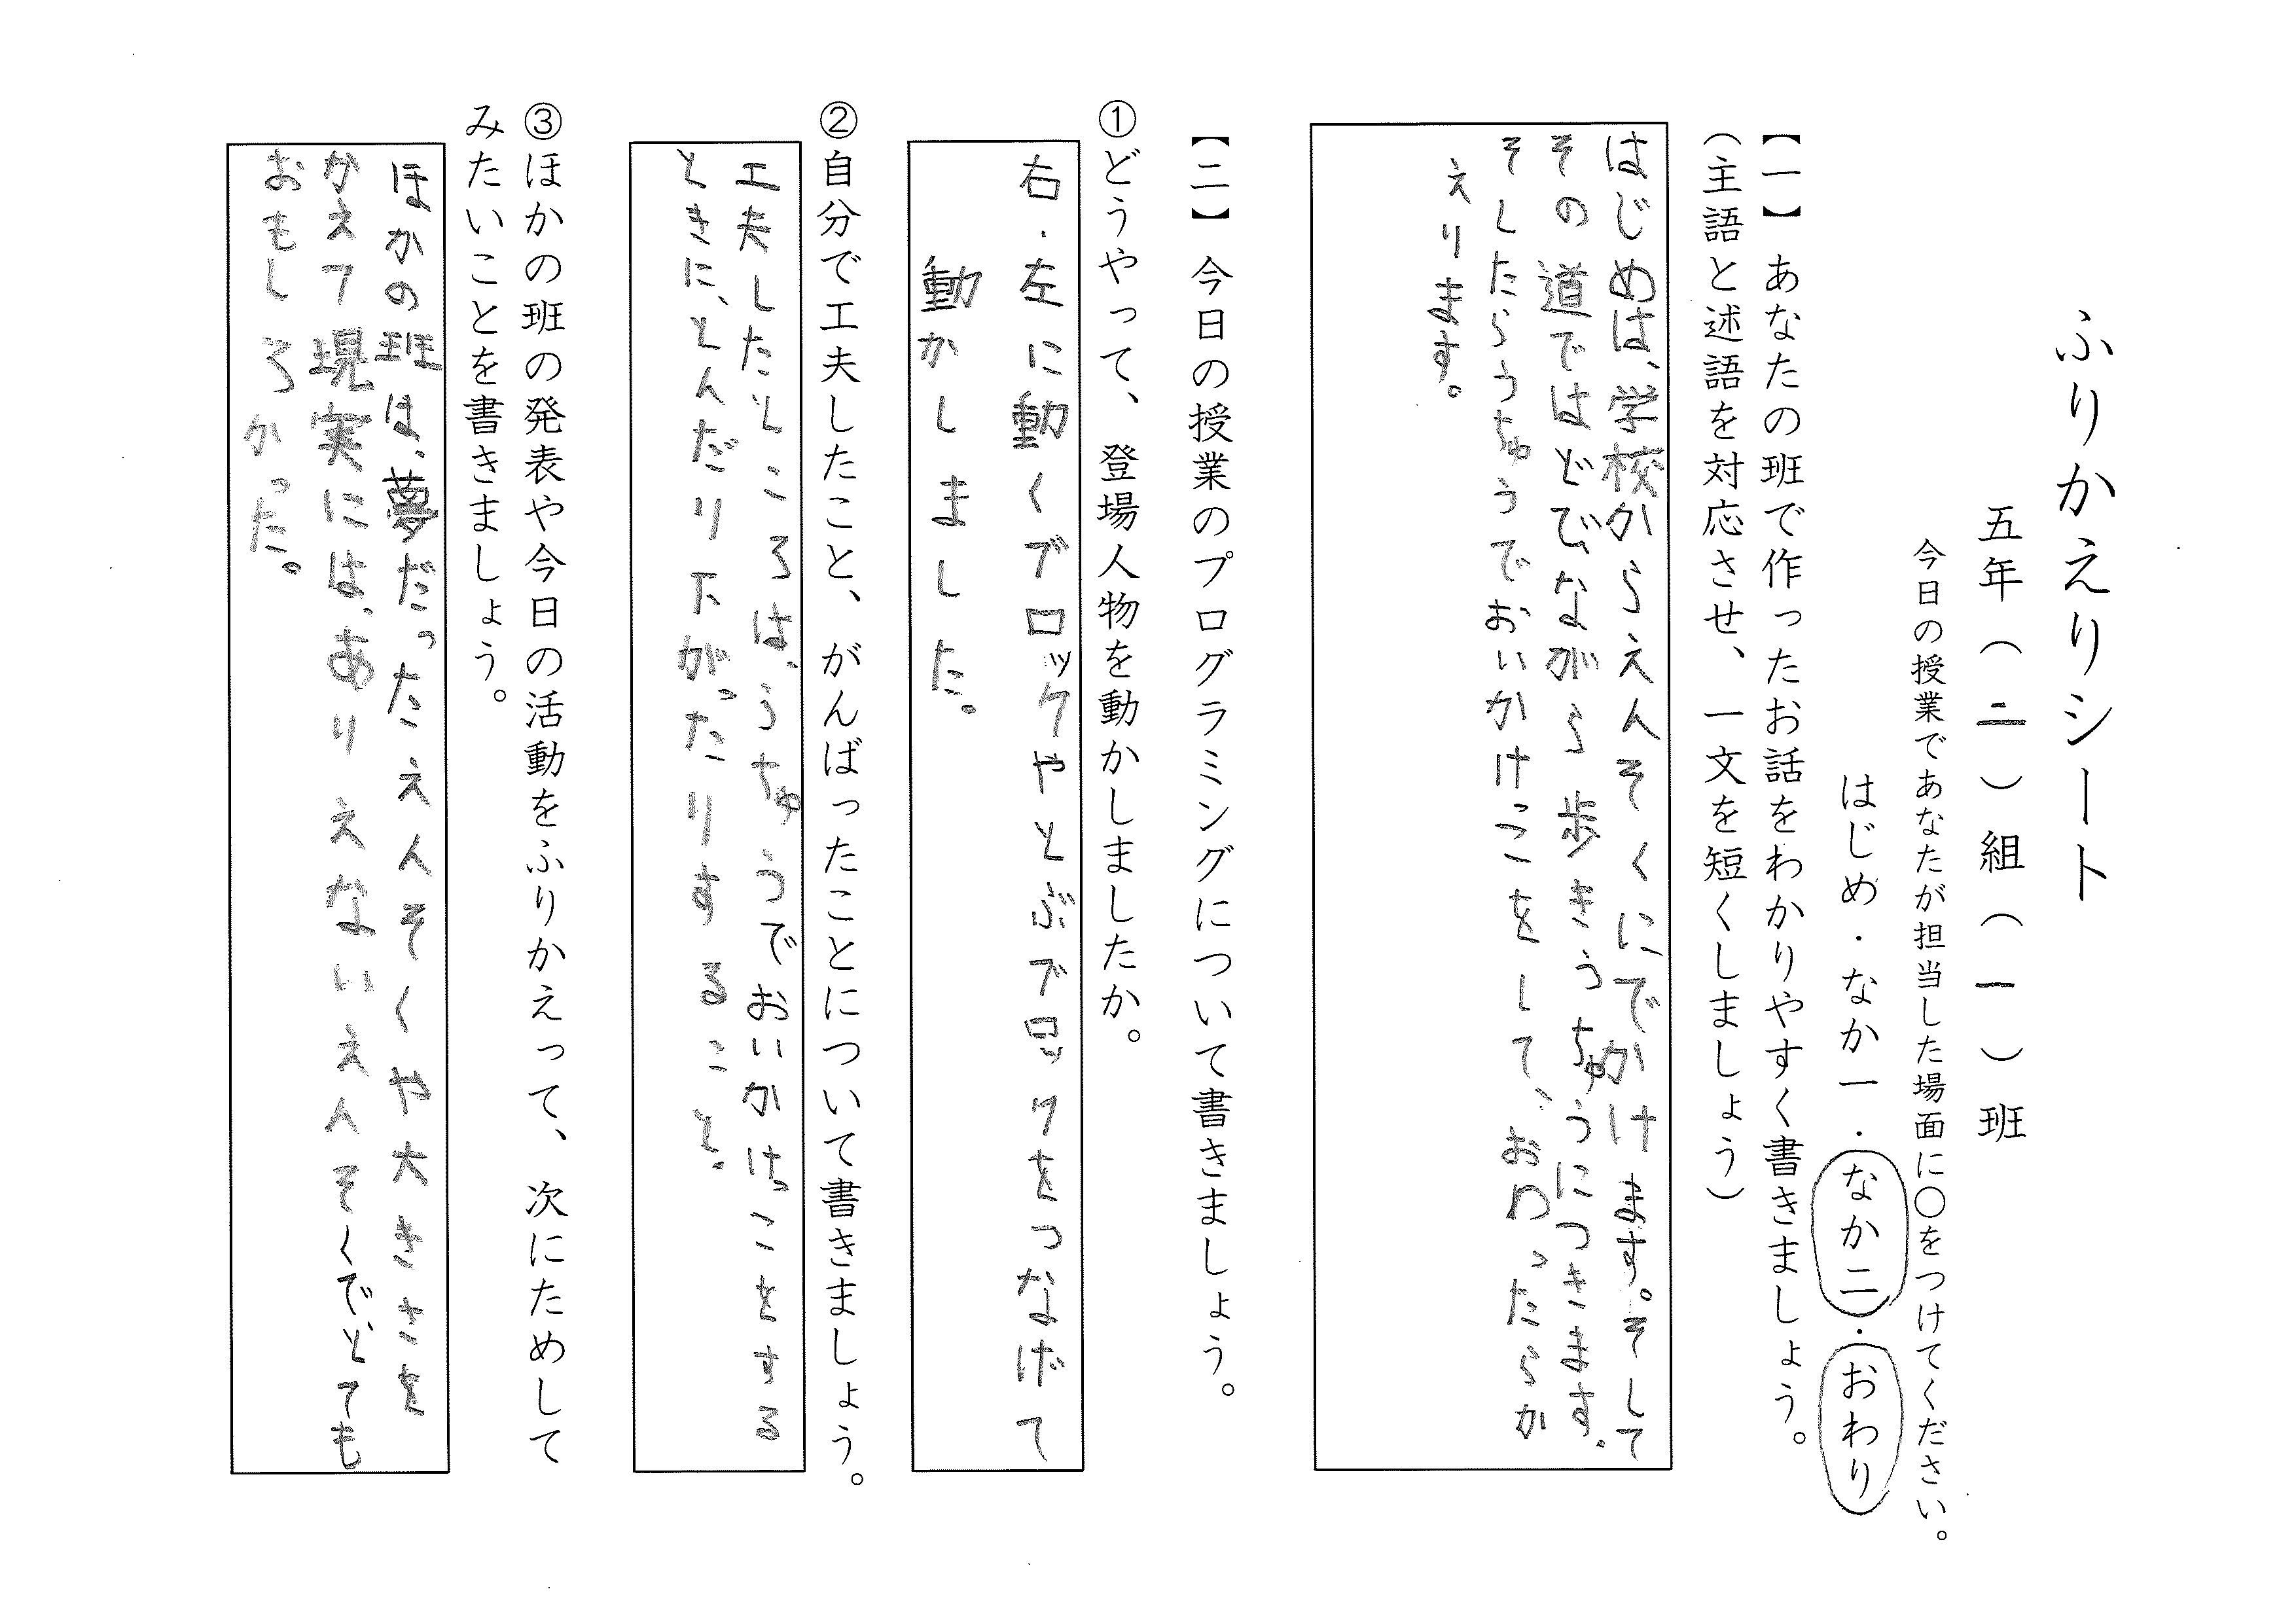 ふりかえりシート
五年（二）組（一）班
今日の授業であなたが担当した場面に〇をつけてください。
はじめ・なか一・なか二・おわり
【一】あなたの班で作ったお話をわかりやすく書きましょう。
（主語と述語を対応させ、一文を短くしましょう）
はじめは、学校からえんそくにでかけます。そして
その道ではとびながら歩きうちゅうにつきます。
そしたらうちゅうでおいかけっこをして、おわったらか
えります。
【二】今日の授業のプログラミングについて書きましょう。
①どうやって、登場人物を動かしましたか。
右・左に動くブロックやとぶブロックをつなげて
動かしました。
②自分で工夫したこと、がんばったことについて書きましょう。
工夫したところは、うちゅうでおいかけっこをする
ときに、とんだり下がったりすること。
③ほかの班の発表や今日の活動をふりかえって、次にためして
みたいことを書きましょう。
ほかの班は、夢だったえんそくや大きさを
かえて現実には、ありえないえんそくで、とても
おもしろかった。